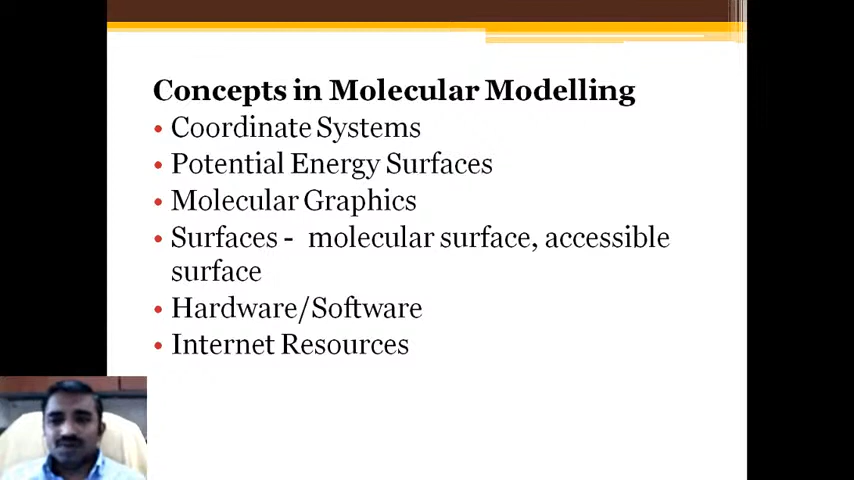 Concepts in Molecular Modelling
• Coordinate Systems
• Potential Energy Surfaces
• Molecular Graphics
• Surfaces - molecular surface, accessible
surface
• Hardware/Software
• Internet Resources